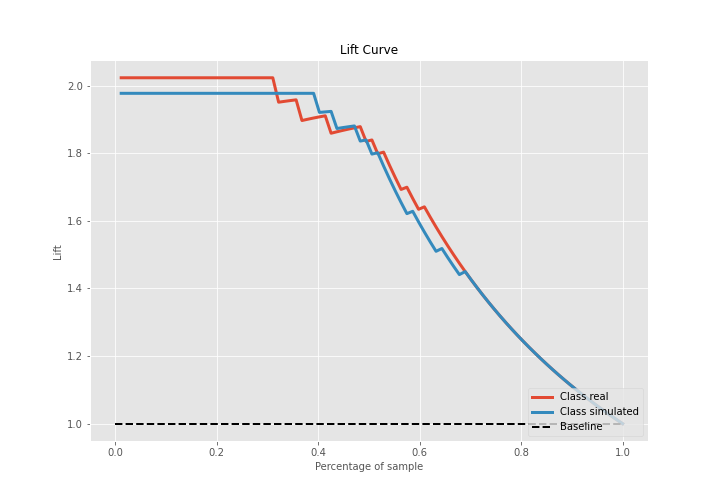 Lift Curve
Lift
2.0
1.8
1.6
1.4
1.2
1.0
0.0
0.2
0.4
0.6
0.8
1.0
Percentage of sample
Class real
Class simulated
Baseline